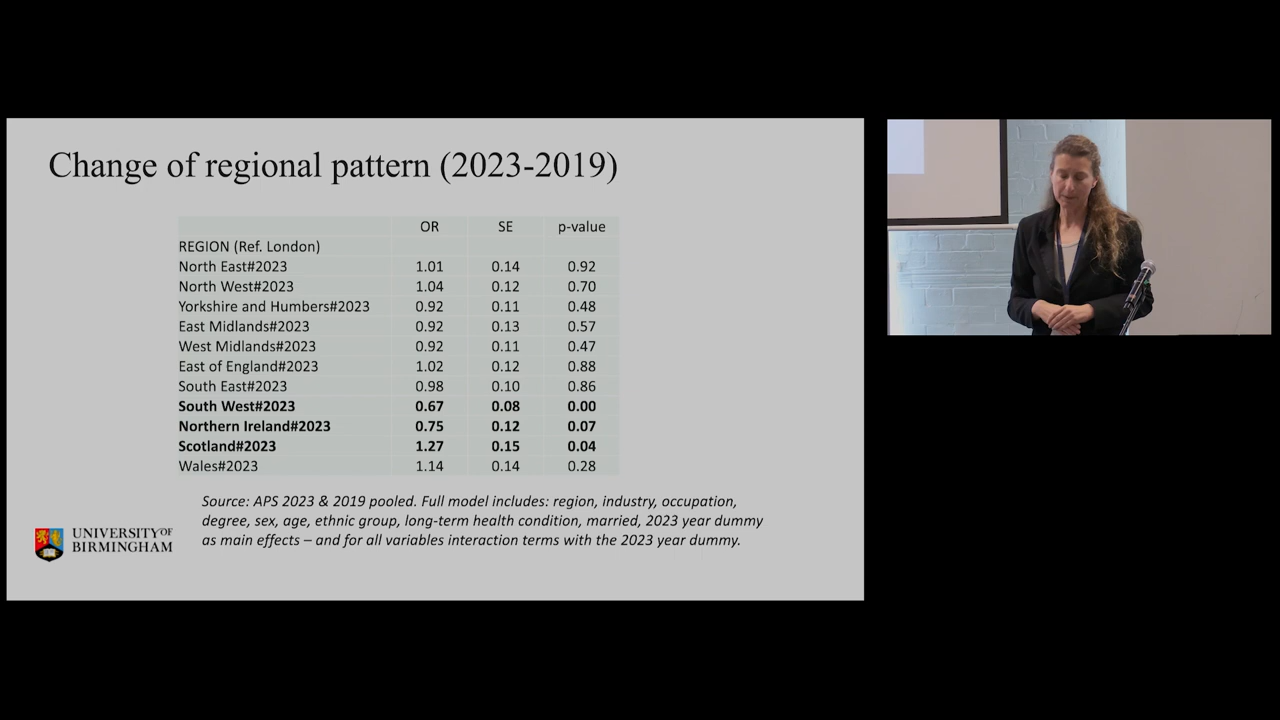 Change of regional pattern (2023-2019)
OR SE p-value
REGION (Ref. London)
North East#2023 1.01 0.14 0.92
North West#2023 1.04 0.12 0.70
Yorkshire and Humbers#2023 0.92 0.11 0.48
East Midlands#2023 0.92 0.13 0.57
West Midlands#2023 0.92 0.11 0.47
East of England#2023 1.02 0.12 0.88
South East#2023 0.98 0.10 0.86
South West#2023 0.67 0.08 0.00
Northern Ireland#2023 0.75 0.12 0.07
Scotland#2023 1.27 0.15 0.04
Wales#2023 1.14 0.14 0.28
Source: APS 2023 & 2019 pooled. Full model includes: region, industry, occupation,
degree, sex, age, ethnic group, long-term health condition, married, 2023 year dummy
as main effects – and for all variables interaction terms with the 2023 year dummy.
UNIVERSITY OF
BIRMINGHAM